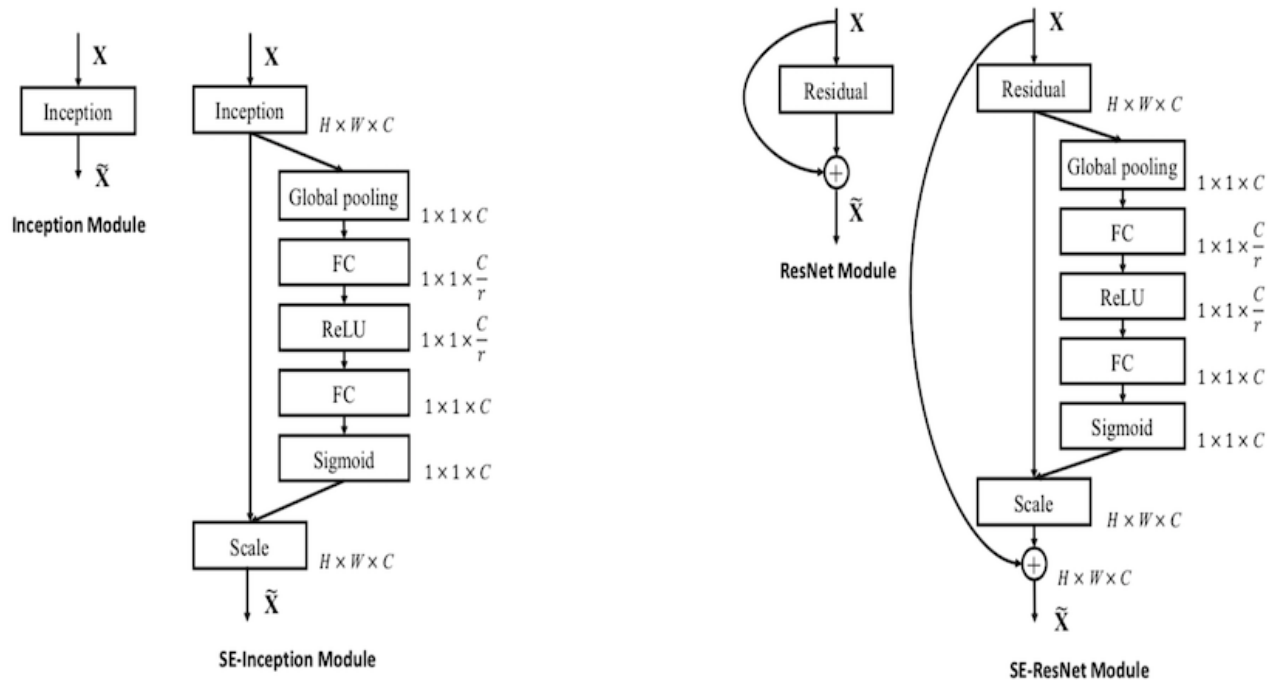 X
Inception
X̃
Inception Module
X
Inception
H × W × C
Global pooling
1 × 1 × C
FC
1 × 1 × C/r
ReLU
1 × 1 × C/r
FC
1 × 1 × C
Sigmoid
1 × 1 × C
Scale
H × W × C
X̃
SE-Inception Module
X
Residual
+
X̃
ResNet Module
X
Residual
H × W × C
Global pooling
1 × 1 × C
FC
1 × 1 × C/r
ReLU
1 × 1 × C/r
FC
1 × 1 × C
Sigmoid
1 × 1 × C
Scale
H × W × C
+
H × W × C
X̃
SE-ResNet Module